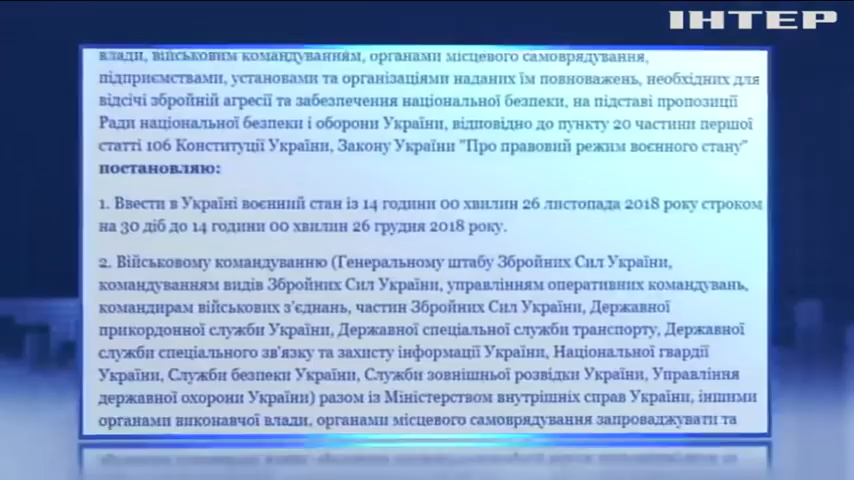 ІНТЕР
влади, військовим командуванням, органами місцевого самоврядування,
підприємствами, установами та організаціями наданих їм повноважень, необхідних для
відсічі збройній агресії та забезпечення національної безпеки, на підставі пропозиції
Ради національної безпеки і оборони України, відповідно до пункту 20 частини першої
статті 106 Конституції України, Закону України "Про правовий режим воєнного стану"
постановляю:
1. Ввести в Україні воєнний стан із 14 години 00 хвилин 26 листопада 2018 року строком
на 30 діб до 14 години 00 хвилин 26 грудня 2018 року.
2. Військовому командуванню (Генеральному штабу Збройних Сил України,
командуванням видів Збройних Сил України, управлінням оперативних командувань,
командирам військових з'єднань, частин Збройних Сил України, Державної
прикордонної служби України, Державної спеціальної служби транспорту, Державної
служби спеціального зв'язку та захисту інформації України, Національної гвардії
України, Служби безпеки України, Служби зовнішньої розвідки України, Управління
державної охорони України) разом із Міністерством внутрішніх справ України, іншими
органами виконавчої влади, органами місцевого самоврядування запроваджувати та